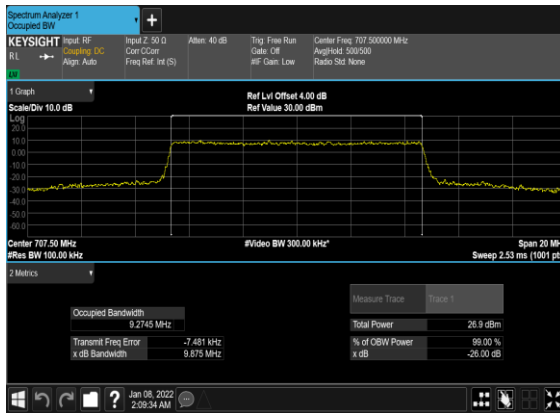 Spectrum Analyzer 1
Occupied BW
KEYSIGHT Input: RF Input Z: 50 Ω Atten: 40 dB Trig: Free Run Center Freq: 707.500000 MHz
RL Coupling: DC Corr CCorr Gate: Off Avg|Hold: 500/500
Align: Auto Freq Ref: Int (S) #IF Gain: Low Radio Std: None
1 Graph
Ref Lvl Offset 4.00 dB
Scale/Div 10.0 dB Ref Value 30.00 dBm
Log
20.0
10.0
0.00
-10.0
-20.0
-30.0
-40.0
-50.0
-60.0
Center 707.50 MHz #Video BW 300.00 kHz* Span 20 MH
#Res BW 100.00 kHz Sweep 2.53 ms (1001 pt
2 Metrics
Measure Trace Trace 1
Occupied Bandwidth
9.2745 MHz Total Power 26.9 dBm
Transmit Freq Error -7.481 kHz % of OBW Power 99.00 %
x dB Bandwidth 9.875 MHz x dB -26.00 dB
? Jan 08, 2022
2:09:34 AM